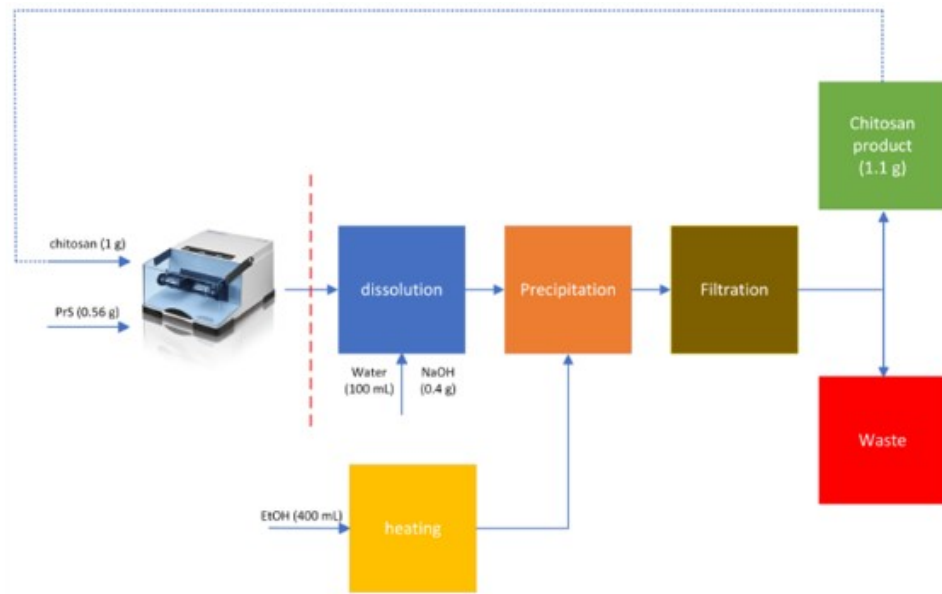 Chitosan
product
(1.1 g)
chitosan (1 g)
PrS (0.56 g)
dissolution
Precipitation
Filtration
Water
(100 mL)
NaOH
(0.4 g)
Waste
EtOH (400 mL)
heating